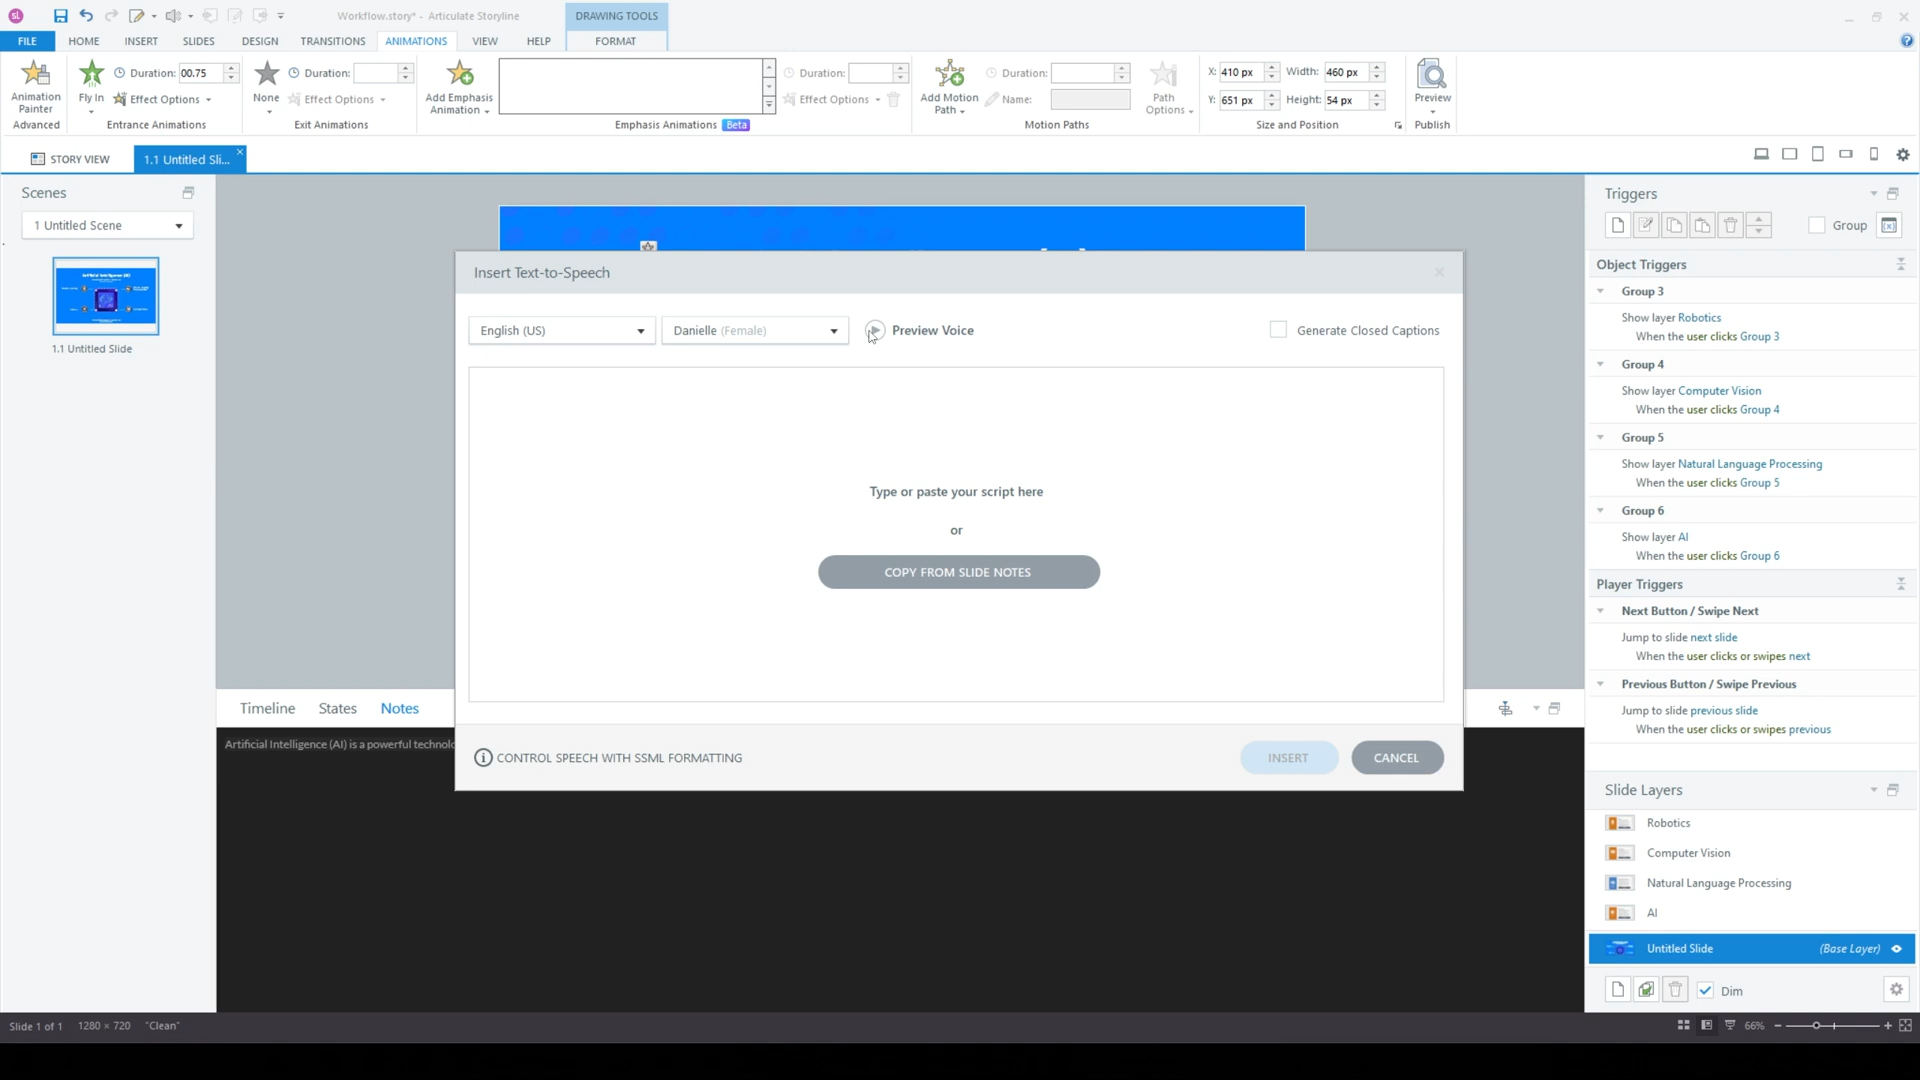 Workflow.story* - Articulate Storyline
DRAWING TOOLS
FILE HOME INSERT SLIDES DESIGN TRANSITIONS ANIMATIONS VIEW HELP FORMAT
Animation Painter
Advanced
Fly In
Duration: 00.75
Effect Options
Entrance Animations
None
Duration:
Effect Options
Exit Animations
Add Emphasis Animation
Duration:
Effect Options
Emphasis Animations Beta
Add Motion Path
Duration:
Name:
Path Options
Motion Paths
X: 410 px Width: 460 px
Y: 651 px Height: 54 px
Size and Position
Preview
Publish
STORY VIEW
1.1 Untitled Sli...
Scenes
1 Untitled Scene
1.1 Untitled Slide
Insert Text-to-Speech
English (US)
Danielle (Female)
Preview Voice
Generate Closed Captions
Type or paste your script here
or
COPY FROM SLIDE NOTES
CONTROL SPEECH WITH SSML FORMATTING
INSERT
CANCEL
Timeline States Notes
Artificial Intelligence (AI) is a powerful
Triggers
Group
Object Triggers
Group 3
Show layer Robotics
When the user clicks Group 3
Group 4
Show layer Computer Vision
When the user clicks Group 4
Group 5
Show layer Natural Language Processing
When the user clicks Group 5
Group 6
Show layer AI
When the user clicks Group 6
Player Triggers
Next Button / Swipe Next
Jump to slide next slide
When the user clicks or swipes next
Previous Button / Swipe Previous
Jump to slide previous slide
When the user clicks or swipes previous
Slide Layers
Robotics
Computer Vision
Natural Language Processing
AI
Untitled Slide (Base Layer)
Dim
Slide 1 of 1 1280 × 720 "Clean"
66%